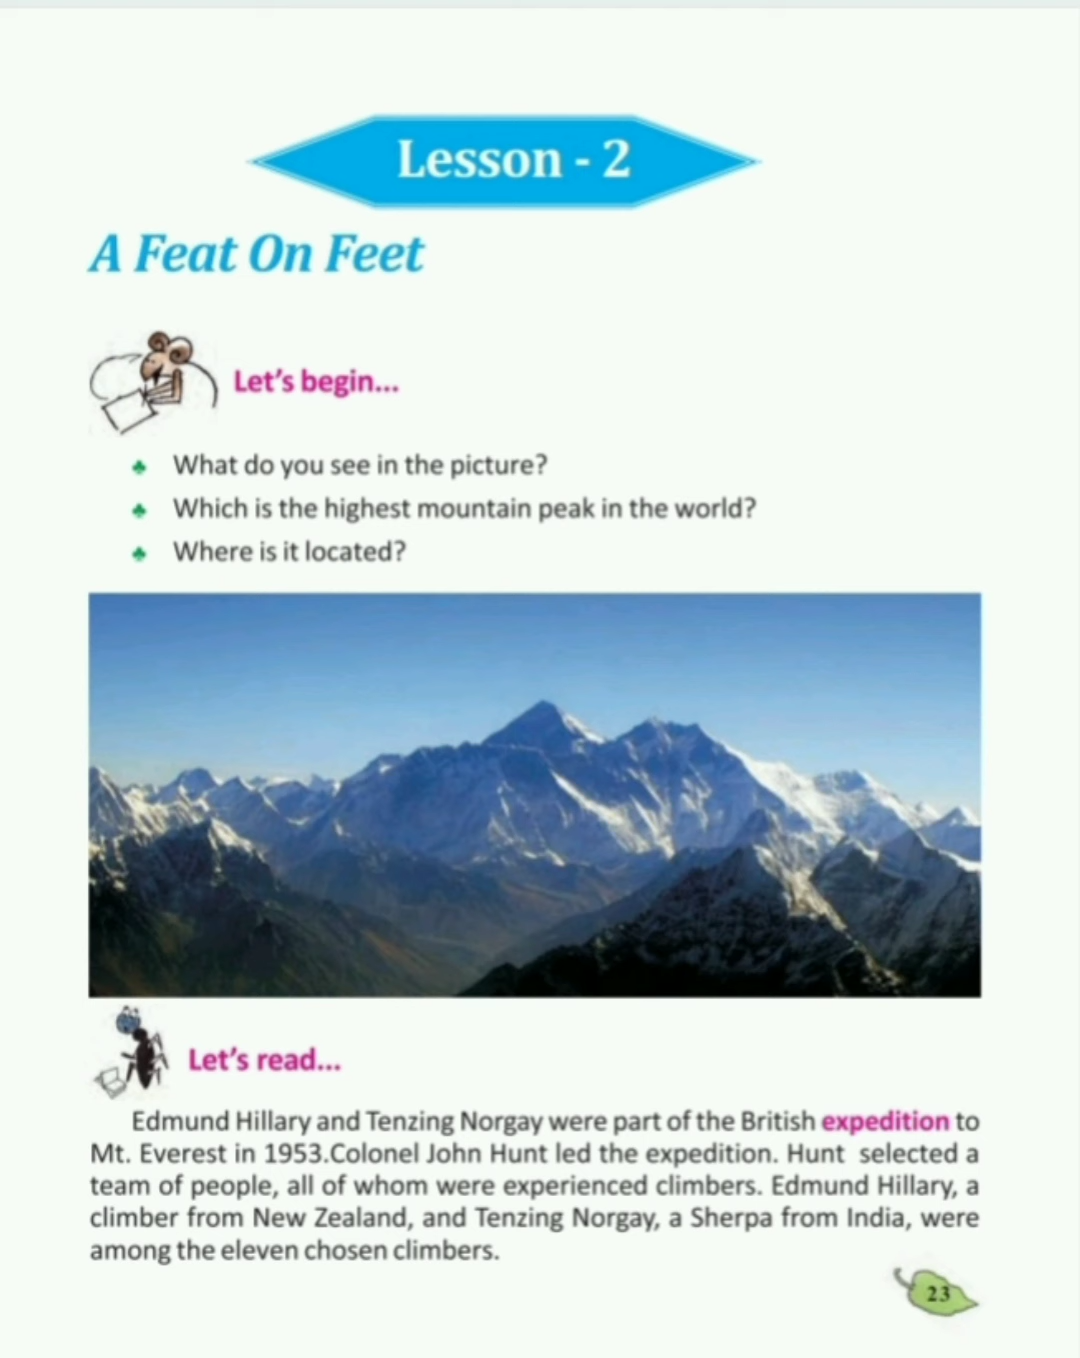 Lesson - 2
A Feat On Feet
Let's begin...
What do you see in the picture?
Which is the highest mountain peak in the world?
Where is it located?
Let's read...
Edmund Hillary and Tenzing Norgay were part of the British expedition to
Mt. Everest in 1953.Colonel John Hunt led the expedition. Hunt selected a
team of people, all of whom were experienced climbers. Edmund Hillary, a
climber from New Zealand, and Tenzing Norgay, a Sherpa from India, were
among the eleven chosen climbers.
23